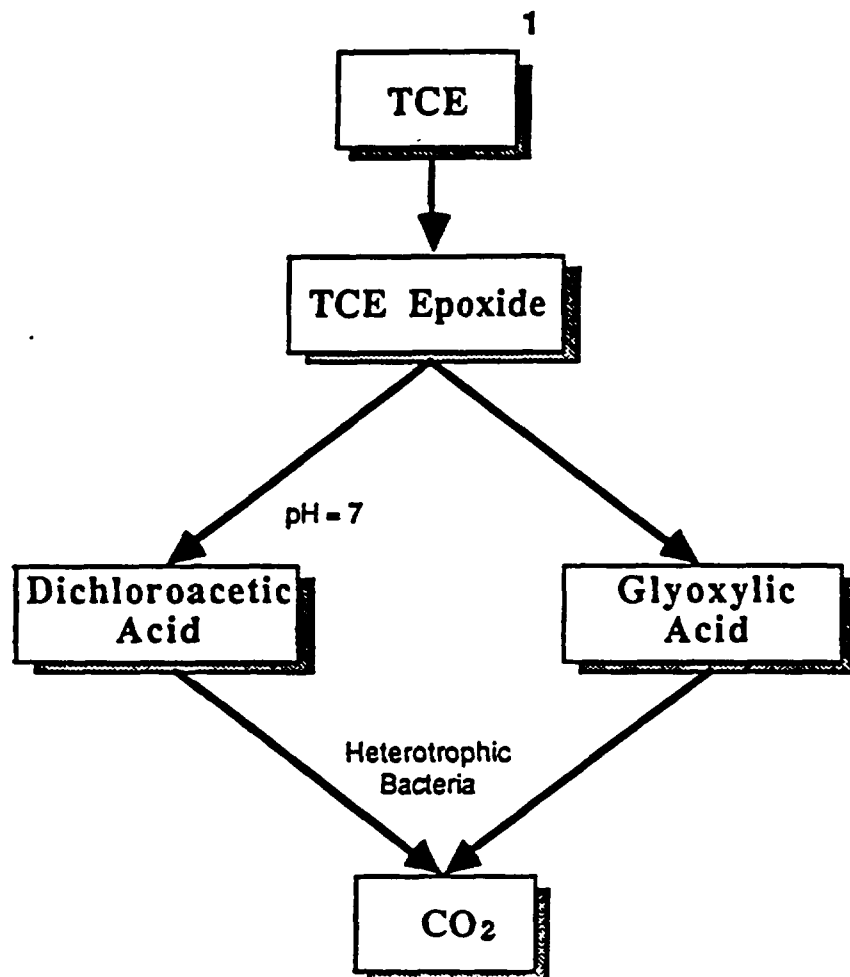 1
TCE
TCE Epoxide
pH = 7
Dichloroacetic
Acid
Glyoxylic
Acid
Heterotrophic
Bacteria
CO₂